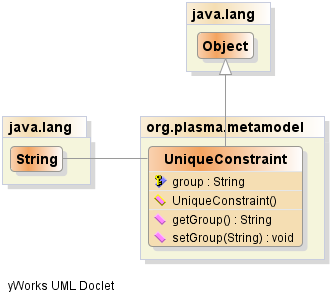 java.lang
Object
java.lang
String
org.plasma.metamodel
UniqueConstraint
group : String
UniqueConstraint()
getGroup() : String
setGroup(String) : void
yWorks UML Doclet